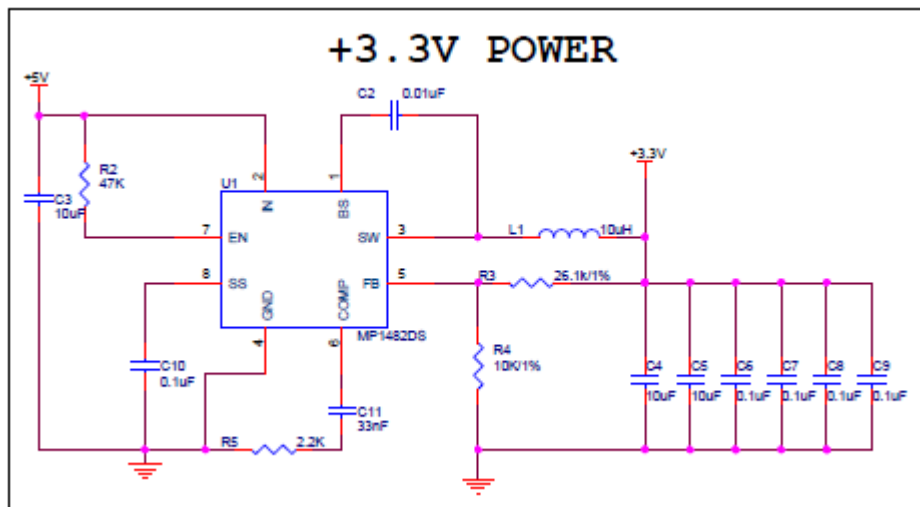 +3.3V POWER
+5V
C2
0.01uF
+3.3V
R2
47K
C3
10uF
U1
2
1
IN
BS
7
EN
SW
3
L1
10uH
8
SS
FB
5
R3
26.1k/1%
GND
COMP
4
6
MP1482DS
C10
0.1uF
R4
10K/1%
C4
10uF
C5
10uF
C6
0.1uF
C7
0.1uF
C8
0.1uF
C9
0.1uF
C11
33nF
R5
2.2K